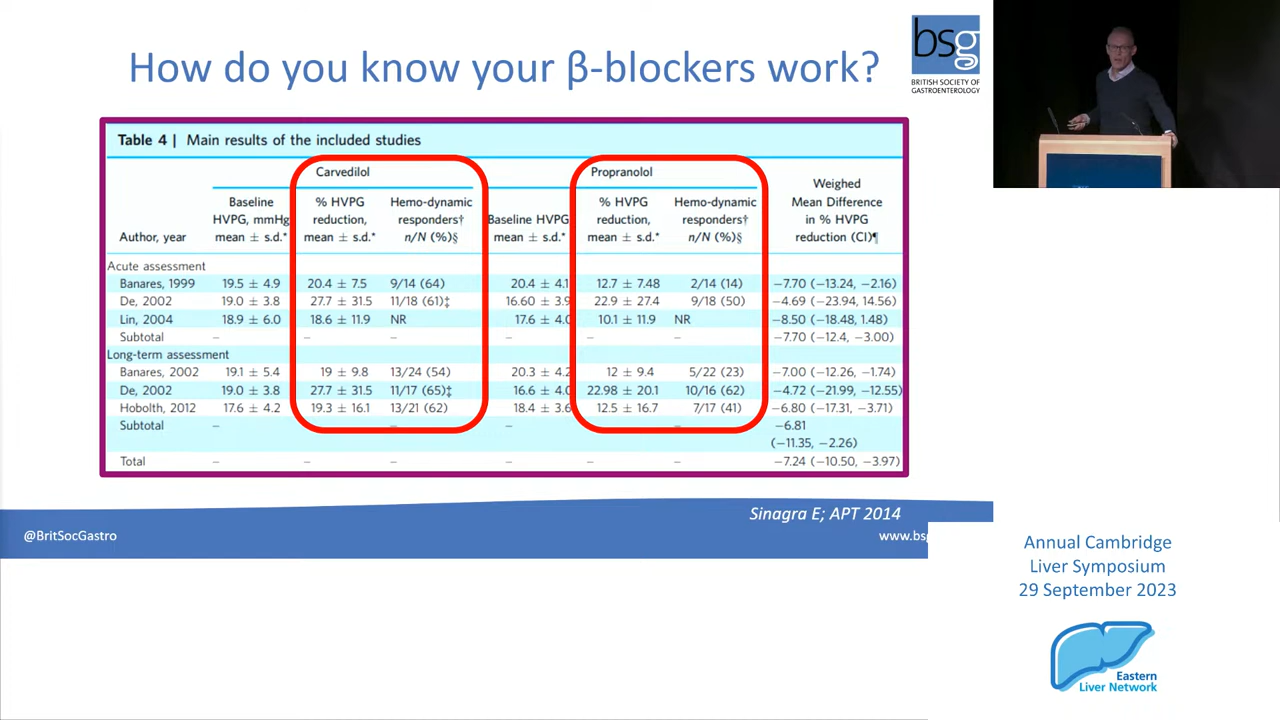 How do you know your β-blockers work?
bsg
BRITISH SOCIETY OF
GASTROENTEROLOGY
Table 4 | Main results of the included studies
Carvedilol Propranolol
Author, year Baseline HVPG, mmHg mean ± s.d.* % HVPG reduction, mean ± s.d.* Hemo-dynamic responders† n/N (%)§ Baseline HVPG mean ± s.d.* % HVPG reduction, mean ± s.d.* Hemo-dynamic responders† n/N (%)§ Weighed Mean Difference in % HVPG reduction (CI)¶
Acute assessment
Banares, 1999 19.5 ± 4.9 20.4 ± 7.5 9/14 (64) 20.4 ± 4.1 12.7 ± 7.48 2/14 (14) −7.70 (−13.24, −2.16)
De, 2002 19.0 ± 3.8 27.7 ± 31.5 11/18 (61)‡ 16.60 ± 3.9 22.9 ± 27.4 9/18 (50) −4.69 (−23.94, 14.56)
Lin, 2004 18.9 ± 6.0 18.6 ± 11.9 NR 17.6 ± 4.0 10.1 ± 11.9 NR −8.50 (−18.48, 1.48)
Subtotal – – – – – – −7.70 (−12.4, −3.00)
Long-term assessment
Banares, 2002 19.1 ± 5.4 19 ± 9.8 13/24 (54) 20.3 ± 4.2 12 ± 9.4 5/22 (23) −7.00 (−12.26, −1.74)
De, 2002 19.0 ± 3.8 27.7 ± 31.5 11/17 (65)‡ 16.6 ± 4.0 22.98 ± 20.1 10/16 (62) −4.72 (−21.99, −12.55)
Hobolth, 2012 17.6 ± 4.2 19.3 ± 16.1 13/21 (62) 18.4 ± 3.6 12.5 ± 16.7 7/17 (41) −6.80 (−17.31, −3.71)
Subtotal – – – – – −6.81
(−11.35, −2.26)
Total – – – – – – −7.24 (−10.50, −3.97)
Sinagra E; APT 2014
@BritSocGastro www.bsg
Annual Cambridge
Liver Symposium
29 September 2023
Eastern
Liver Network